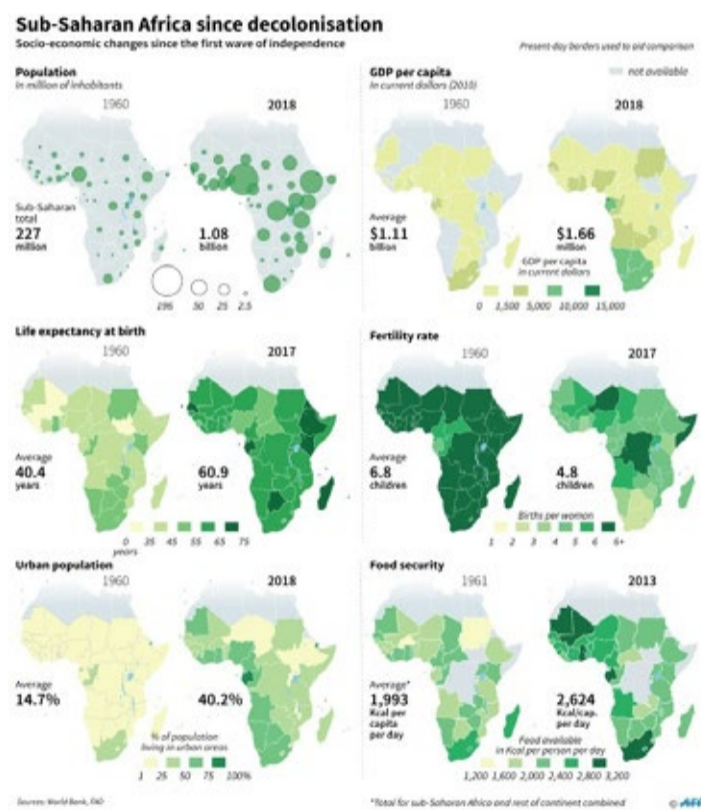 Sub-Saharan Africa since decolonisation
Socio-economic changes since the first wave of independence
Present-day borders used to aid comparison
Population
In million of inhabitants
1960
2018
Sub-Saharan
total
227
million
1.08
billion
196 50 25 2.5
GDP per capita
In current dollars (2010)
not available
1960
2018
Average
$1.11
billion
$1.66
million
GDP per capita
in current dollars
0 1,500 5,000 10,000 15,000
Life expectancy at birth
1960
2017
Average
40.4
years
60.9
years
0 35 45 55 65 75
years
Fertility rate
1960
2017
Average
6.8
children
4.8
children
Births per woman
1 2 3 4 5 6 6+
Urban population
1960
2018
Average
14.7%
40.2%
% of population
living in urban areas
1 25 50 75 100%
Food security
1961
2013
Average*
1,993
Kcal per
capita
per day
2,624
Kcal/cap.
per day
Food available
in Kcal per person per day
1,200 1,600 2,000 2,400 2,800 3,200
Sources: World Bank, FAO
*Total for sub-Saharan Africa and rest of continent combined
© AFP